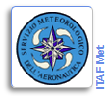 SERVIZIO METEOROLOGICO
DELL'AERONAUTICA
ITAF Met